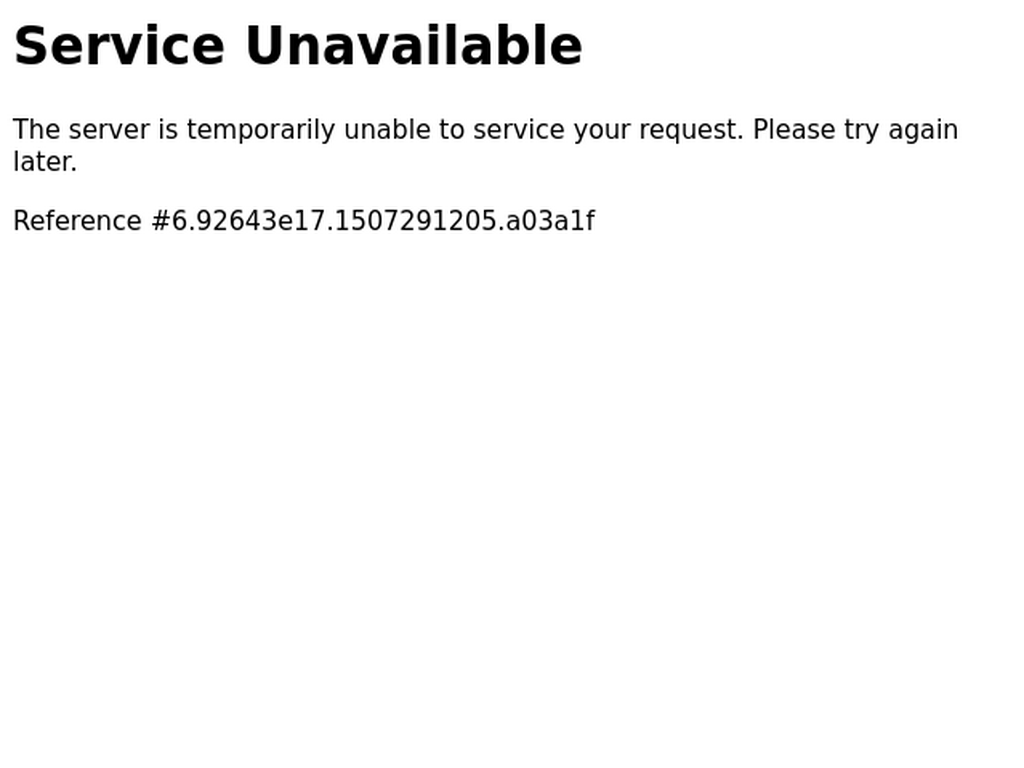 Service Unavailable
The server is temporarily unable to service your request. Please try again
later.
Reference #6.92643e17.1507291205.a03a1f